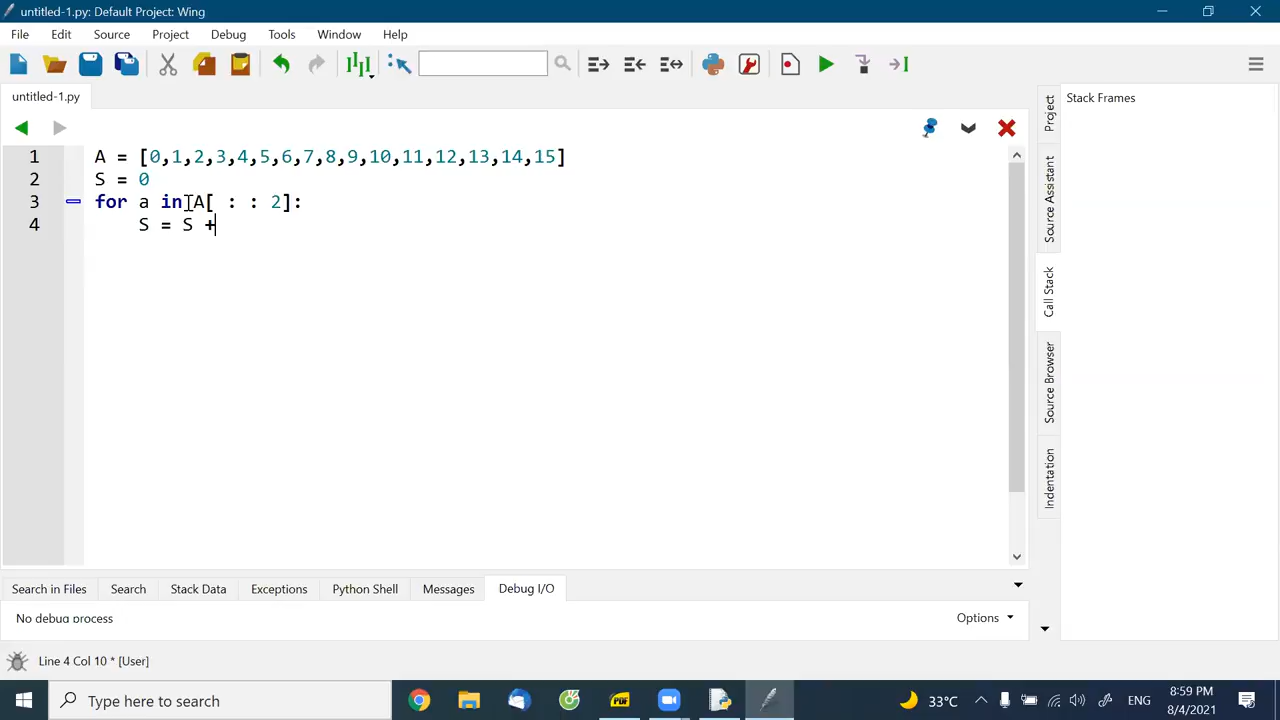 untitled-1.py: Default Project: Wing
File Edit Source Project Debug Tools Window Help
untitled-1.py
Stack Frames
1 A = [0,1,2,3,4,5,6,7,8,9,10,11,12,13,14,15]
2 S = 0
3 for a in A[ : : 2]:
4 S = S +
Project
Source Assistant
Call Stack
Source Browser
Indentation
Search in Files Search Stack Data Exceptions Python Shell Messages Debug I/O
No debug process Options
Line 4 Col 10 * [User]
Type here to search
PDF
33°C ENG 8:59 PM
8/4/2021